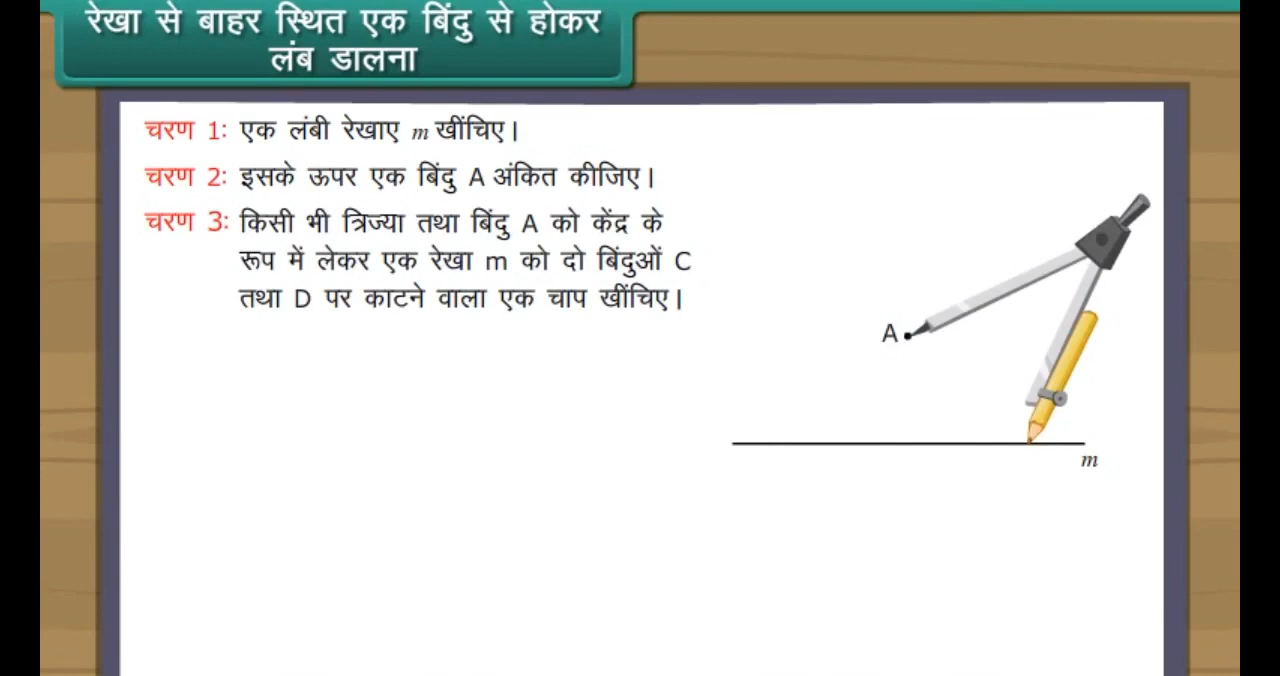 रेखा से बाहर स्थित एक बिंदु से होकर
लंब डालना
चरण 1: एक लंबी रेखाए m खींचिए।
चरण 2: इसके ऊपर एक बिंदु A अंकित कीजिए।
चरण 3: किसी भी त्रिज्या तथा बिंदु A को केंद्र के
रूप में लेकर एक रेखा m को दो बिंदुओं C
तथा D पर काटने वाला एक चाप खींचिए।
A
m